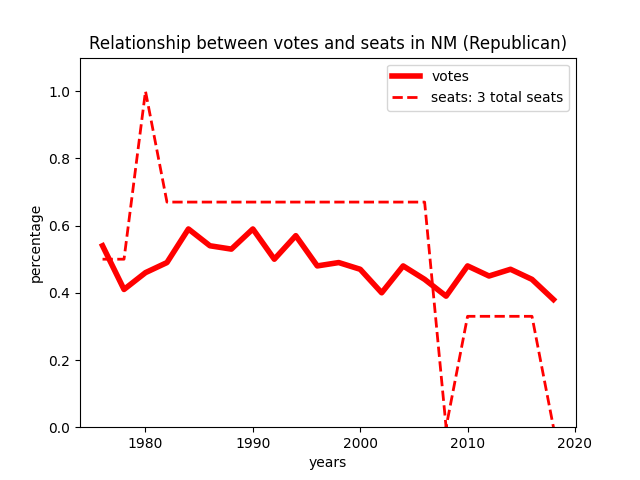 Relationship between votes and seats in NM (Republican)
votes
seats: 3 total seats
percentage
1.0
0.8
0.6
0.4
0.2
0.0
1980 1990 2000 2010 2020
years